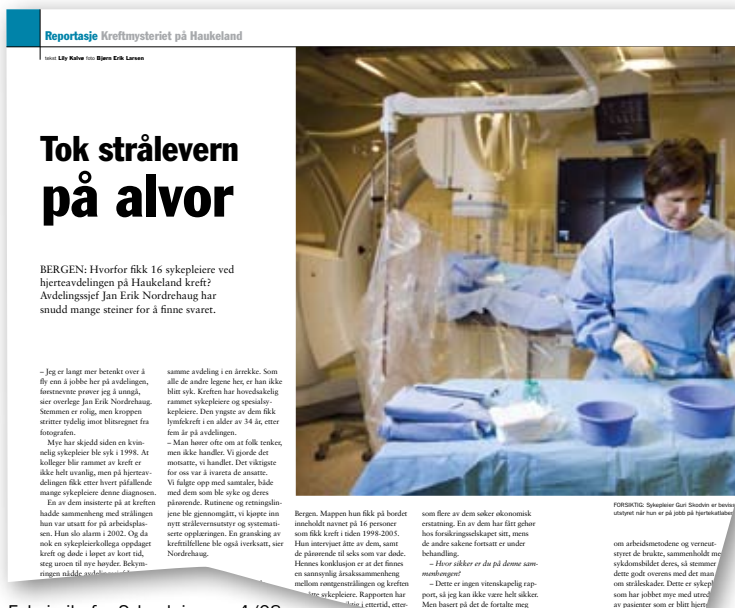 Reportasje Kreftmysteriet på Haukeland
tekst Lily Kalvø foto Bjørn Erik Larsen
Tok strålevern
på alvor
BERGEN: Hvorfor fikk 16 sykepleiere ved
hjerteavdelingen på Haukeland kreft?
Avdelingssjef Jan Erik Nordrehaug har
snudd mange steiner for å finne svaret.
– Jeg er langt mer betenkt over å
fly enn å jobbe her på avdelingen,
førstnevnte prøver jeg å unngå,
sier overlege Jan Erik Nordrehaug.
Stemmen er rolig, men kroppen
stritter tydelig imot blitsregnet fra
fotografen.
Mye har skjedd siden en kvin-
nelig sykepleier ble syk i 1998. At
kolleger blir rammet av kreft er
ikke helt uvanlig, men på hjerteav-
delingen fikk etter hvert påfallende
mange sykepleiere denne diagnosen.
En av dem insisterte på at kreften
hadde sammenheng med strålingen
hun var utsatt for på arbeidsplas-
sen. Hun slo alarm i 2002. Og da
nok en sykepleierkollega oppdaget
kreft og døde i løpet av kort tid,
steg uroen til nye høyder. Bekym-
ringen nådde
samme avdeling i en årrekke. Som
alle de andre legene her, er han ikke
blitt syk. Kreften har hovedsakelig
rammet sykepleiere og spesialsy-
kepleiere. Den yngste av dem fikk
lymfekreft i en alder av 34 år, etter
fem år på avdelingen.
– Man hører ofte om at folk tenker,
men ikke handler. Vi gjorde det
motsatte, vi handlet. Det viktigste
for oss var å ivareta de ansatte.
Vi fulgte opp med samtaler, både
med dem som ble syke og deres
pårørende. Rutinene og retningslin-
jene ble gjennomgått, vi kjøpte inn
nytt strålevernsutstyr og systemati-
serte opplæringen. En gransking av
krefttilfellene ble også iverksatt, sier
Nordrehaug.
Bergen. Mappen hun fikk på bordet
inneholdt navnet på 16 personer
som fikk kreft i tiden 1998-2005.
Hun intervjuet åtte av dem, samt
de pårørende til seks som var døde.
Hennes konklusjon er at det finnes
en sannsynlig årsakssammenheng
mellom røntgenstrålingen og kreften
åtte sykepleiere. Rapporten har
i ettertid, etter-
som flere av dem søker økonomisk
erstatning. En av dem har fått gehør
hos forsikringsselskapet sitt, mens
de andre sakene fortsatt er under
behandling.
– Hvor sikker er du på denne sam-
menhengen?
– Dette er ingen vitenskapelig rap-
port, så jeg kan ikke være helt sikker.
Men basert på det de fortalte meg
FORSIKTIG: Sykepleier Guri Skodvin er bevisst
utstyret når hun er på jobb på hjertekatlaben
om arbeidsmetodene og verneut-
styret de brukte, sammenholdt med
sykdomsbildet deres, så stemmer
dette godt overens med det man
om stråleskader. Dette er
som har jobbet mye med
av pasienter som er blitt